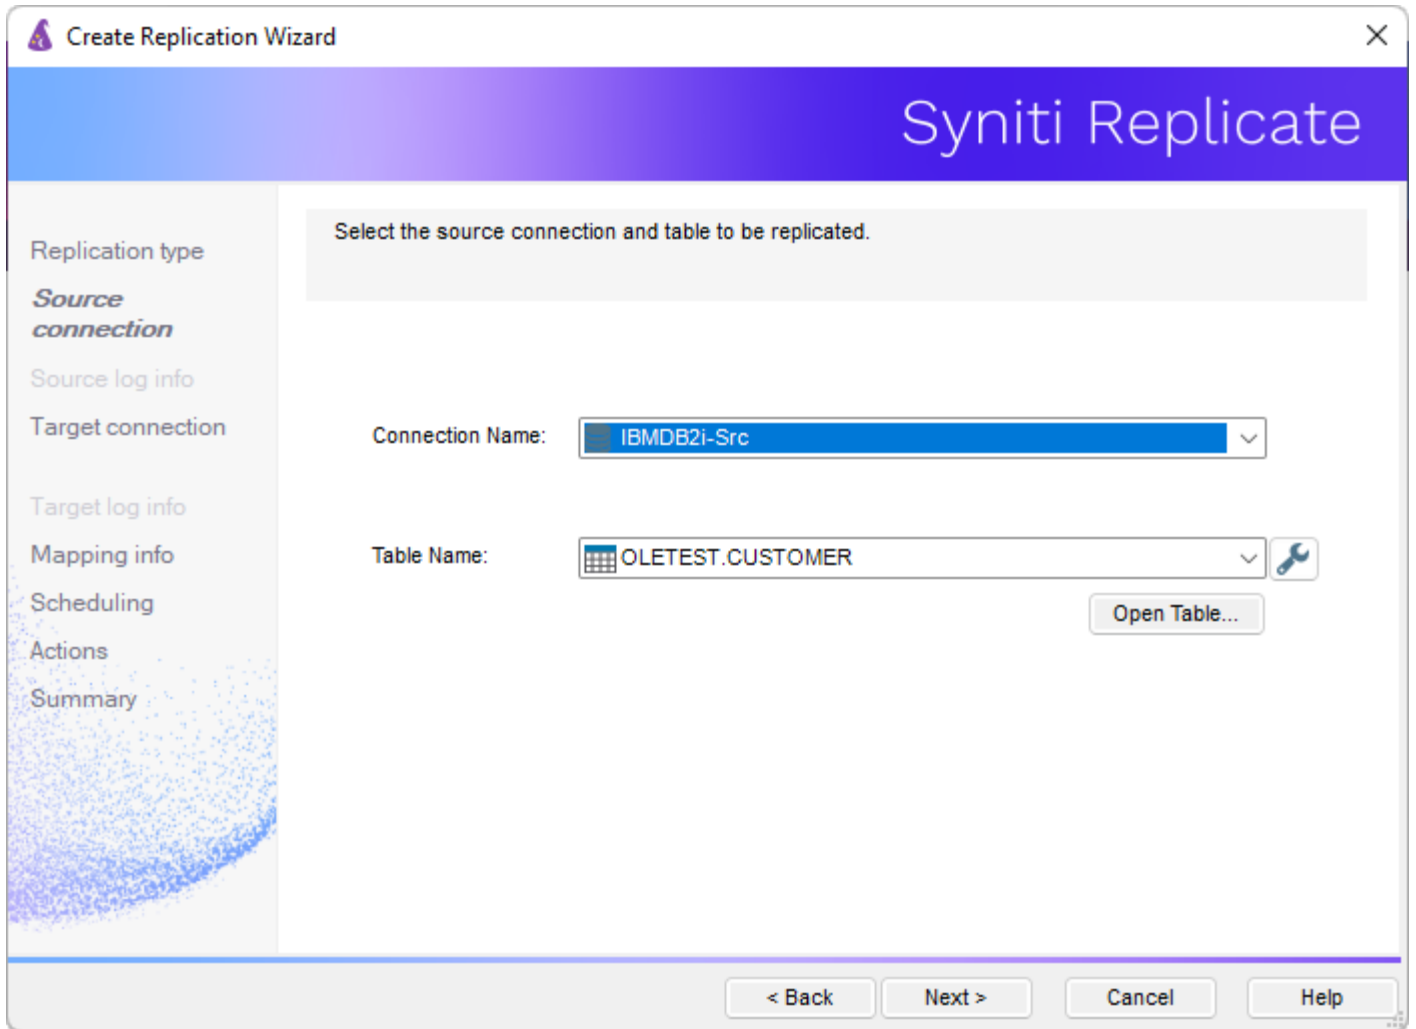 Create Replication Wizard
Syniti Replicate
Replication type
Source
connection
Source log info
Target connection
Target log info
Mapping info
Scheduling
Actions
Summary
Select the source connection and table to be replicated.
Connection Name: IBMDB2i-Src
Table Name: OLETEST.CUSTOMER
Open Table...
< Back Next > Cancel Help